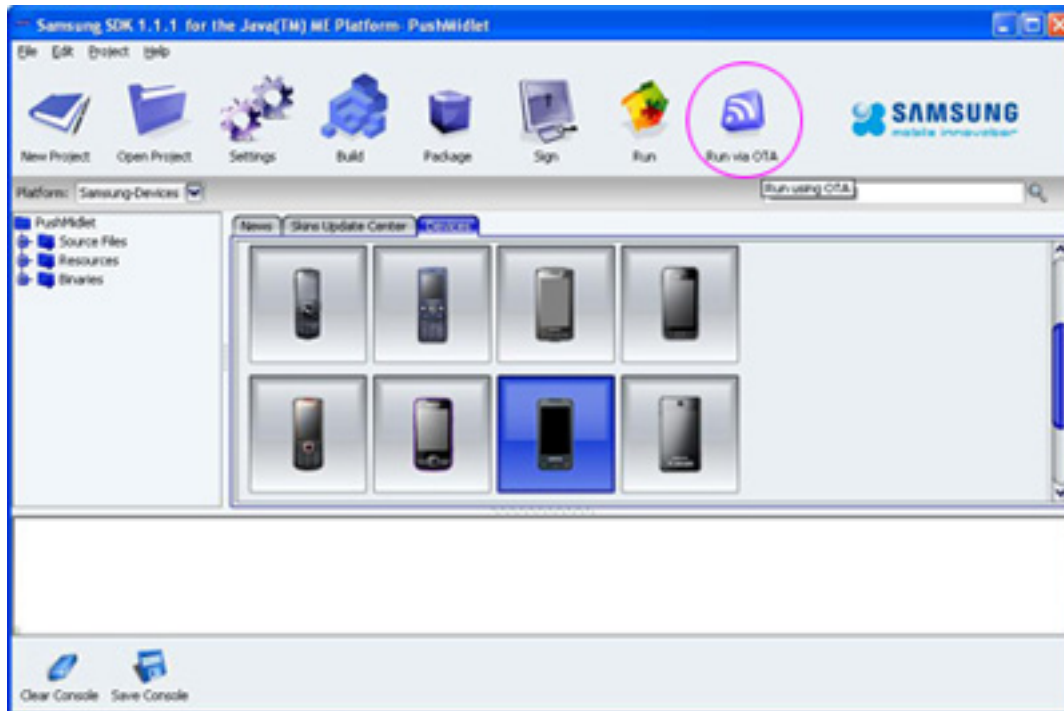 Samsung SDK 1.1.1 for the Java(TM) ME Platform- PushMidlet
File Edit Project Help
New Project Open Project Settings Build Package Sign Run Run via OTA
SAMSUNG
mobile innovator
Platform: Samsung-Devices Run using OTA
PushMidlet
Source Files
Resources
Binaries
News Skins Update Center Devices
Clear Console Save Console